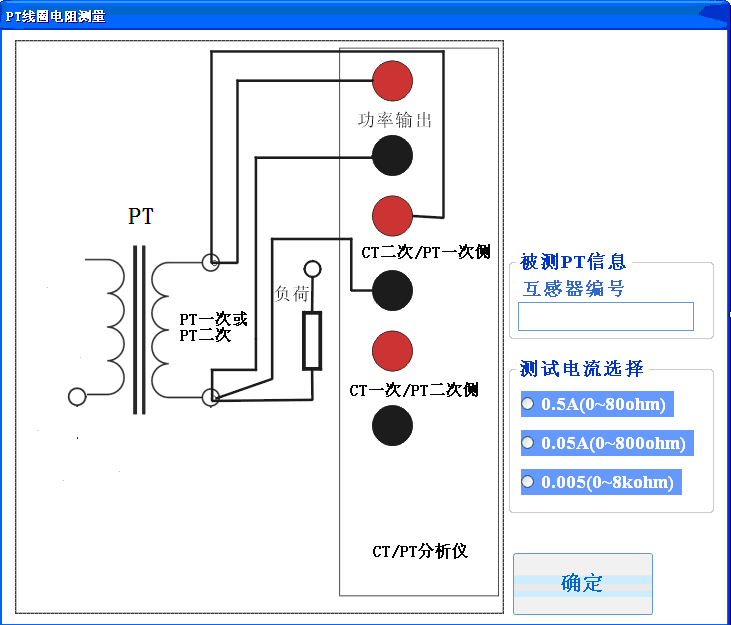 PT线圈电阻测量
功率输出
PT
CT二次/PT一次侧
负荷
PT一次或
PT二次
CT一次/PT二次侧
CT/PT分析仪
被测PT信息
互感器编号
测试电流选择
0.5A(0~80ohm)
0.05A(0~800ohm)
0.005(0~8kohm)
确定